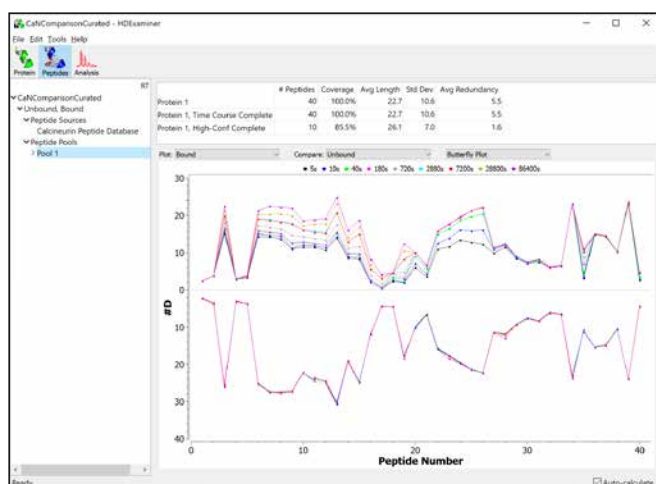 CaNComparisonCurated - HDExaminer
File Edit Tools Help
Protein Peptides Analysis
RT
CaNComparisonCurated
Unbound, Bound
Peptide Sources
Calcineurin Peptide Database
Peptide Pools
Pool 1
# Peptides Coverage Avg Length Std Dev Avg Redundancy
Protein 1 40 100.0% 22.7 10.6 5.5
Protein 1, Time Course Complete 40 100.0% 22.7 10.6 5.5
Protein 1, High-Conf Complete 10 85.5% 26.1 7.0 1.6
Plot: Bound Compare: Unbound Butterfly Plot
5s 10s 40s 180s 720s 2880s 7200s 28800s 86400s
30
20
10
0
#D
10
20
30
40
0 10 20 30 40
Peptide Number
Ready Auto-calculate